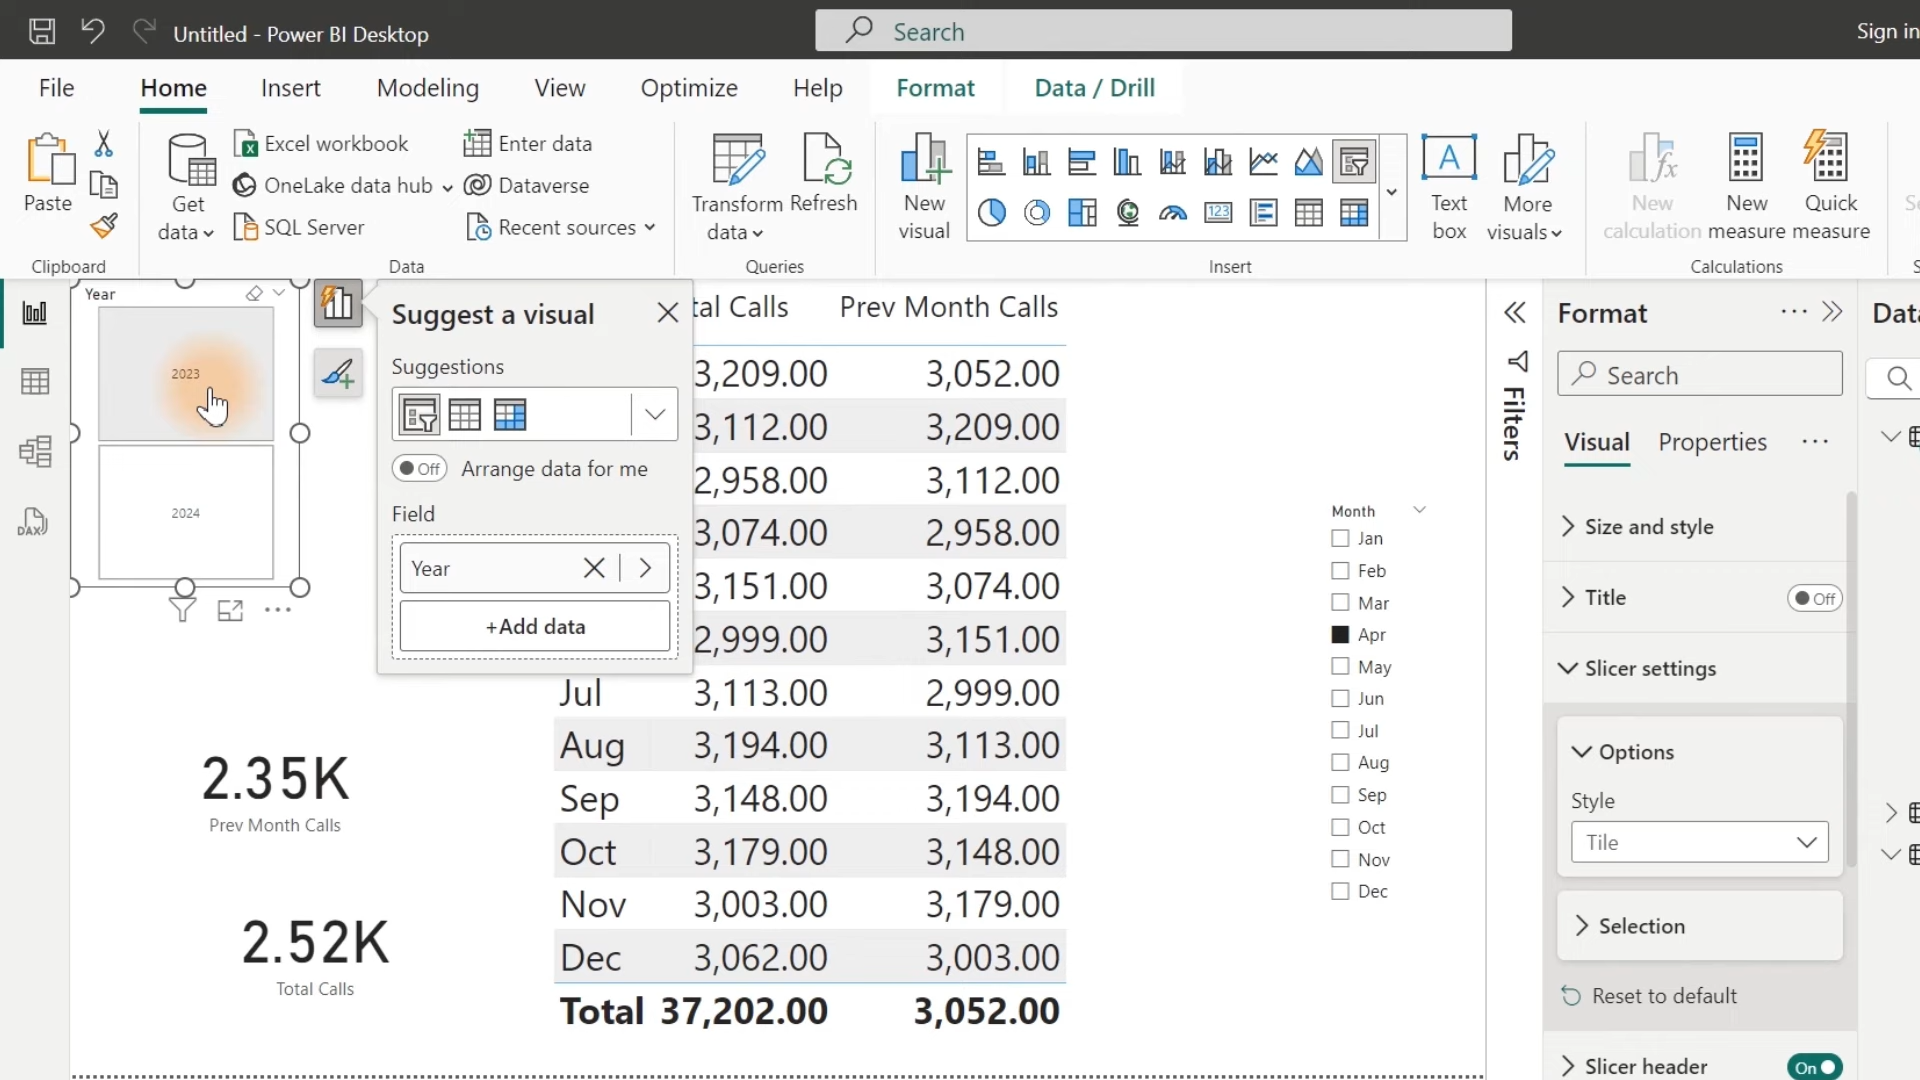 Untitled - Power BI Desktop
Search
Sign in
File
Home
Insert
Modeling
View
Optimize
Help
Format
Data / Drill
Paste
Clipboard
Get data
Excel workbook
OneLake data hub
SQL Server
Enter data
Dataverse
Recent sources
Data
Transform data
Refresh
Queries
New visual
123
Insert
A
Text box
More visuals
New calculation
New measure
Quick measure
Calculations
DAX
Year
2023
2024
Suggest a visual
Suggestions
Off
Arrange data for me
Field
Year
+Add data
2.35K
Prev Month Calls
2.52K
Total Calls
tal Calls Prev Month Calls
3,209.00 3,052.00
3,112.00 3,209.00
2,958.00 3,112.00
3,074.00 2,958.00
3,151.00 3,074.00
2,999.00 3,151.00
Jul 3,113.00 2,999.00
Aug 3,194.00 3,113.00
Sep 3,148.00 3,194.00
Oct 3,179.00 3,148.00
Nov 3,003.00 3,179.00
Dec 3,062.00 3,003.00
Total 37,202.00 3,052.00
Month
Jan
Feb
Mar
Apr
May
Jun
Jul
Aug
Sep
Oct
Nov
Dec
Filters
Format
Search
Visual
Properties
Size and style
Title
Off
Slicer settings
Options
Style
Tile
Selection
Reset to default
Slicer header
On
Data